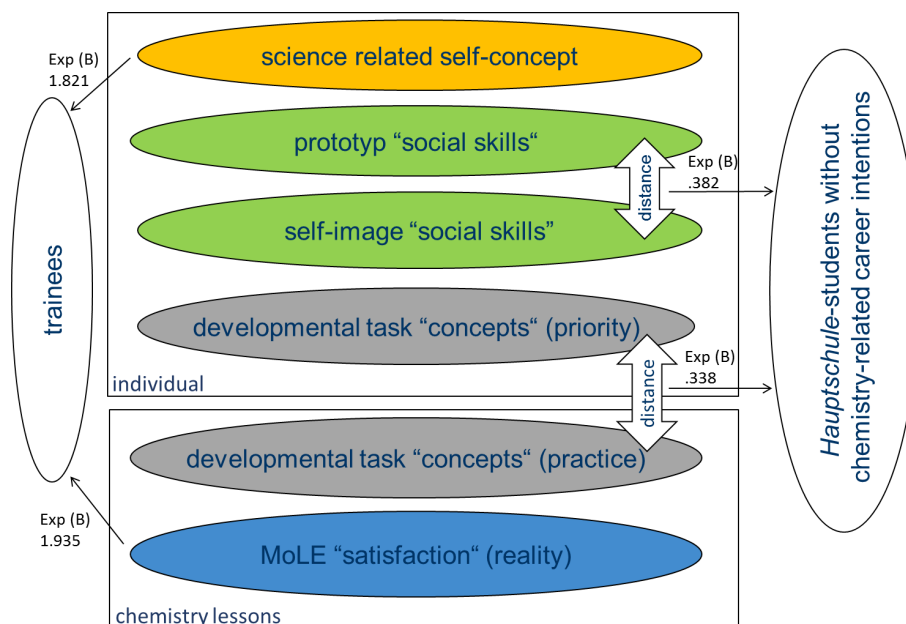 science related self-concept
Exp (B)
1.821
prototyp “social skills“
distance
Exp (B)
.382
self-image “social skills”
trainees
Hauptschule-students without
chemistry-related career intentions
developmental task “concepts“ (priority)
individual
distance
Exp (B)
.338
developmental task “concepts“ (practice)
Exp (B)
1.935
MoLE “satisfaction“ (reality)
chemistry lessons